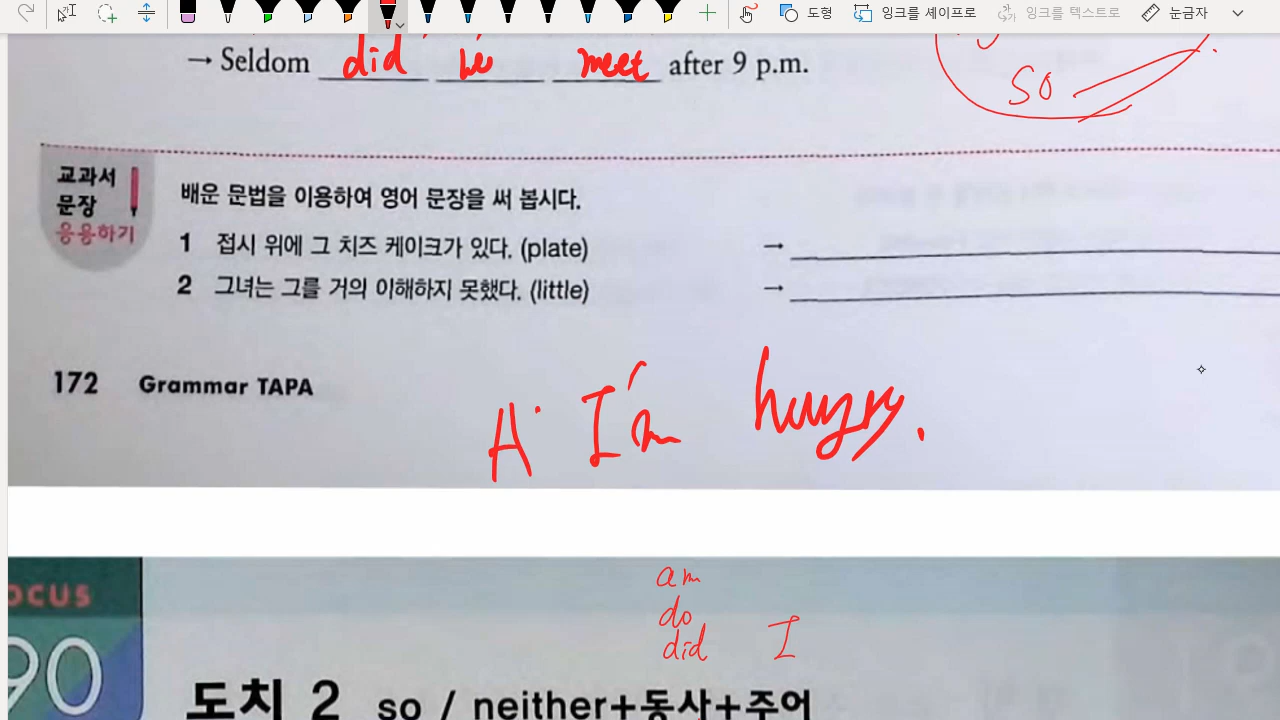 도형 잉크를 셰이프로 잉크를 텍스트로 눈금자
→ Seldom did he meet after 9 p.m.
so
교과서
문장
응용하기
배운 문법을 이용하여 영어 문장을 써 봅시다.
1 접시 위에 그 치즈 케이크가 있다. (plate) →
2 그녀는 그를 거의 이해하지 못했다. (little) →
172 Grammar TAPA
A: I'm hungry.
am
do
did I
OCUS
90
도치 2 so / neither+동사+주어